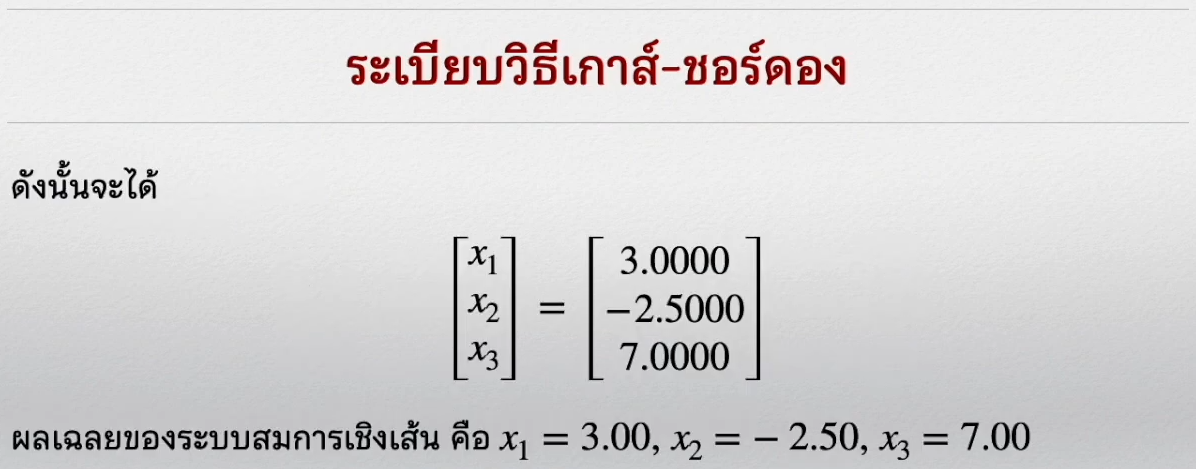 ระเบียบวิธีเกาส์-ชอร์ดอง
ดังนั้นจะได้
[x₁] = [3.0000]
[x₂] = [−2.5000]
[x₃] = [7.0000]
ผลเฉลยของระบบสมการเชิงเส้น คือ x₁ = 3.00, x₂ = − 2.50, x₃ = 7.00